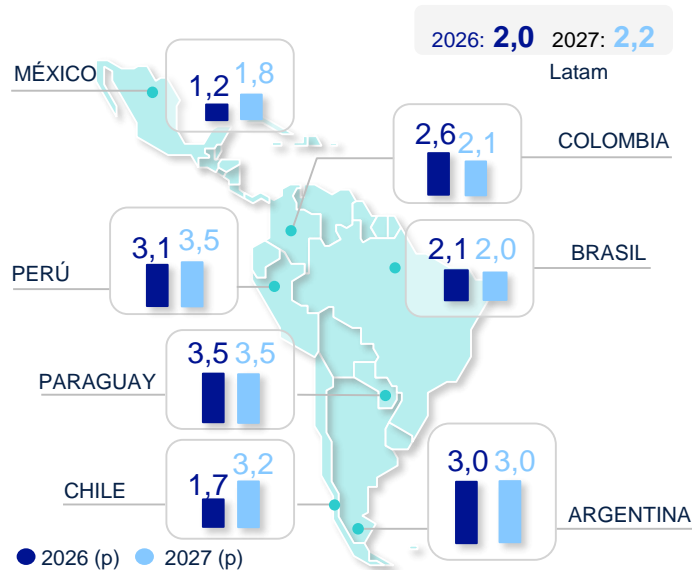 2026: 2,0 2027: 2,2
Latam
MÉXICO
1,2 1,8
COLOMBIA
2,6 2,1
BRASIL
2,1 2,0
PERÚ
3,1 3,5
PARAGUAY
3,5 3,5
CHILE
1,7 3,2
ARGENTINA
3,0 3,0
2026 (p) 2027 (p)